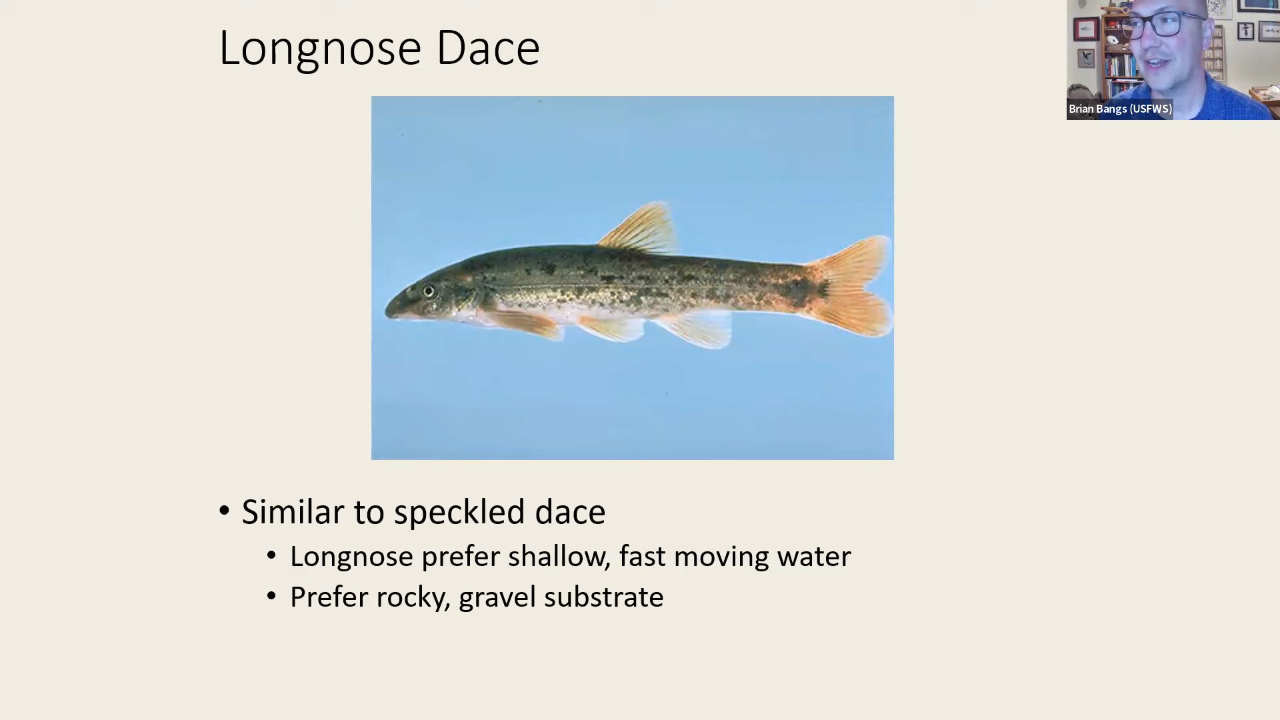 Longnose Dace
Brian Bangs (USFWS)
• Similar to speckled dace
• Longnose prefer shallow, fast moving water
• Prefer rocky, gravel substrate